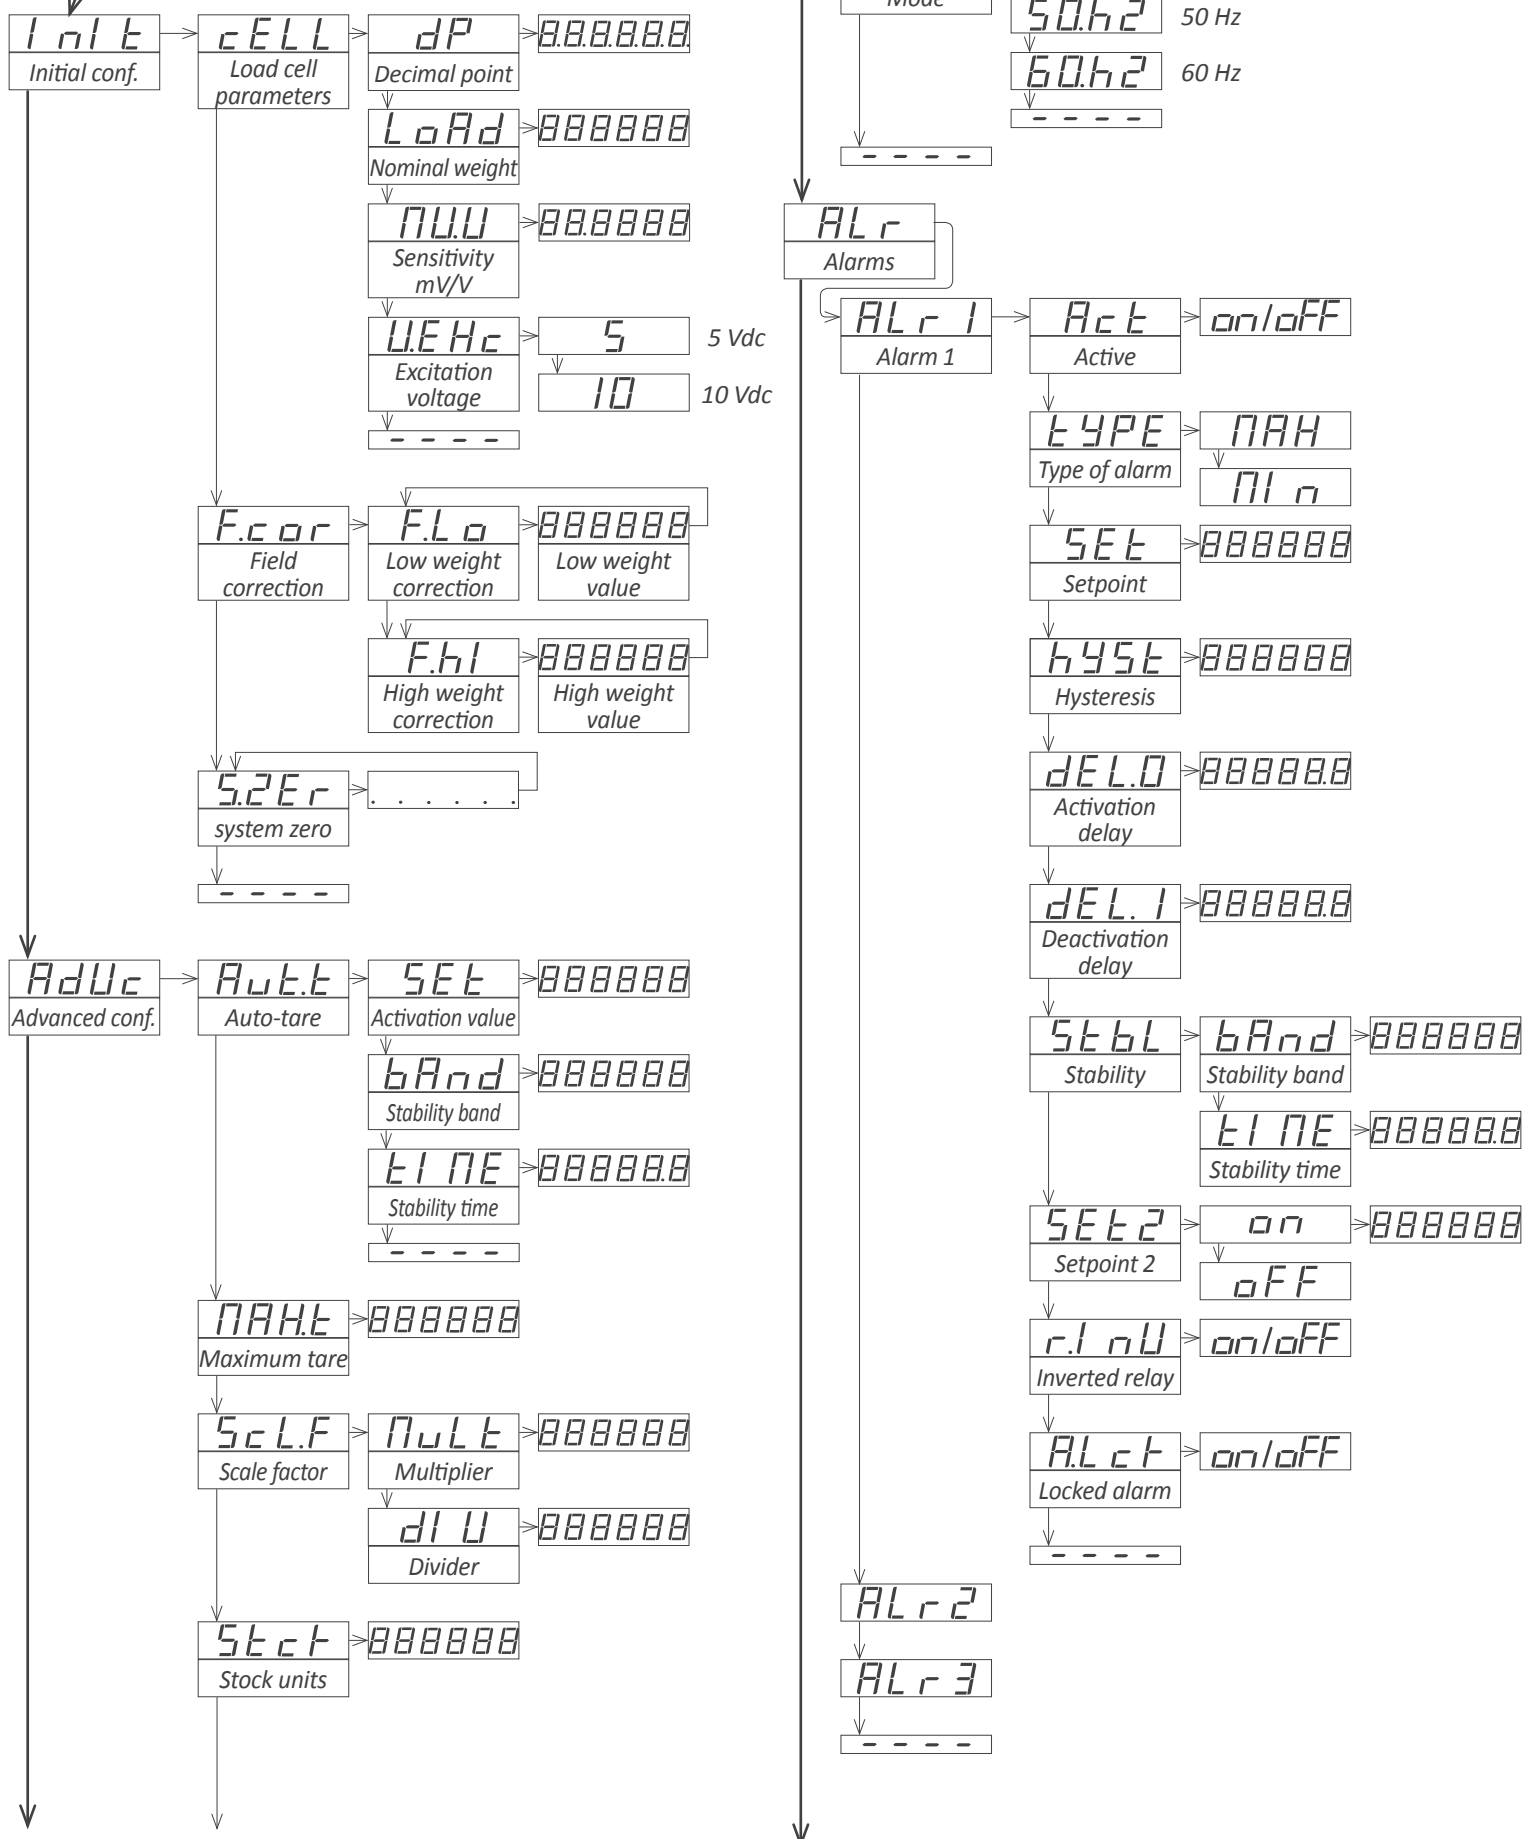 InIt
Initial conf.
cELL
Load cell
parameters
dP
Decimal point
8.8.8.8.8.8.
LoAd
Nominal weight
888888
MV.V
Sensitivity
mV/V
88.8888
V.EHc
Excitation
voltage
5
5 Vdc
10
10 Vdc
- - - -
F.cor
Field
correction
F.Lo
Low weight
correction
888888
Low weight
value
F.hI
High weight
correction
888888
High weight
value
S.2Er
system zero
. . . . . .
- - - -
AdVc
Advanced conf.
Aut.t
Auto-tare
SEt
Activation value
888888
bAnd
Stability band
888888
tIME
Stability time
88888.8
- - - -
MAH.t
Maximum tare
888888
ScL.F
Scale factor
MuLt
Multiplier
888888
dIV
Divider
888888
Stck
Stock units
888888
Mode
50.h2
50 Hz
60.h2
60 Hz
- - - -
- - - -
ALr
Alarms
ALr1
Alarm 1
Act
Active
on/oFF
tYPE
Type of alarm
MAH
MIn
SEt
Setpoint
888888
hYSt
Hysteresis
888888
dEL.0
Activation
delay
88888.8
dEL.1
Deactivation
delay
88888.8
StbL
Stability
bAnd
Stability band
888888
tIME
Stability time
88888.8
SEt2
Setpoint 2
on
888888
oFF
r.InV
Inverted relay
on/oFF
A.Lck
Locked alarm
on/oFF
- - - -
ALr2
ALr3
- - - -